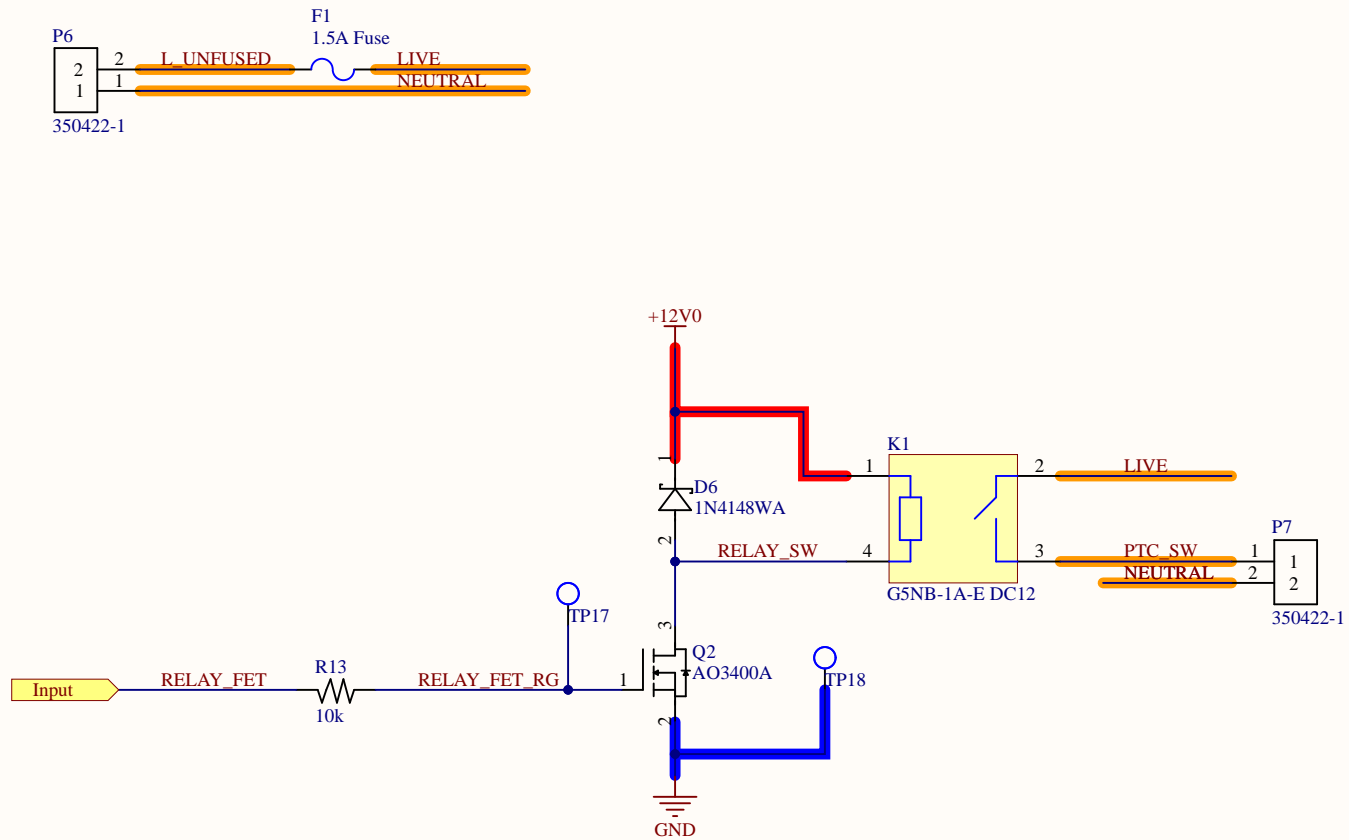 F1
1.5A Fuse
P6
2
2
L_UNFUSED
LIVE
1
1
NEUTRAL
350422-1
+12V0
K1
1
1
2
LIVE
D6
1N4148WA
P7
2
RELAY_SW
4
3
PTC_SW
1
1
NEUTRAL
2
2
G5NB-1A-E DC12
350422-1
TP17
3
Q2
AO3400A
R13
Input
RELAY_FET
RELAY_FET_RG
1
TP18
10k
2
GND